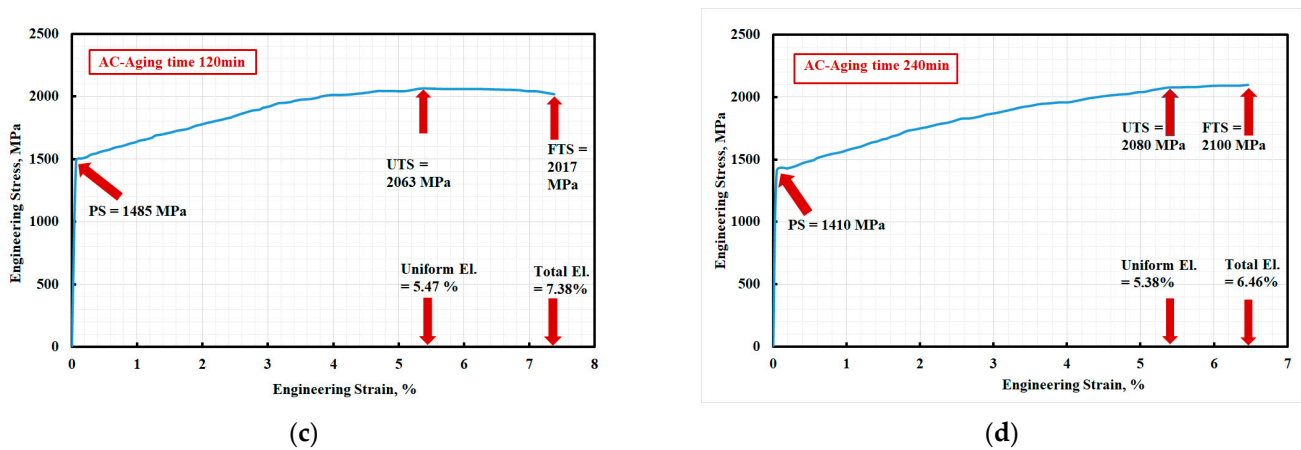 2500
2000
1500
1000
500
0
Engineering Stress, MPa
AC-Aging time 120min
PS = 1485 MPa
UTS =
2063 MPa
FTS =
2017
MPa
Uniform El.
= 5.47 %
Total El.
= 7.38%
0 1 2 3 4 5 6 7 8
Engineering Strain, %
(c)
2500
2000
1500
1000
500
0
Engineering Stress, MPa
AC-Aging time 240min
PS = 1410 MPa
UTS =
2080 MPa
FTS =
2100 MPa
Uniform El.
= 5.38%
Total El.
= 6.46%
0 1 2 3 4 5 6 7
Engineering Strain, %
(d)